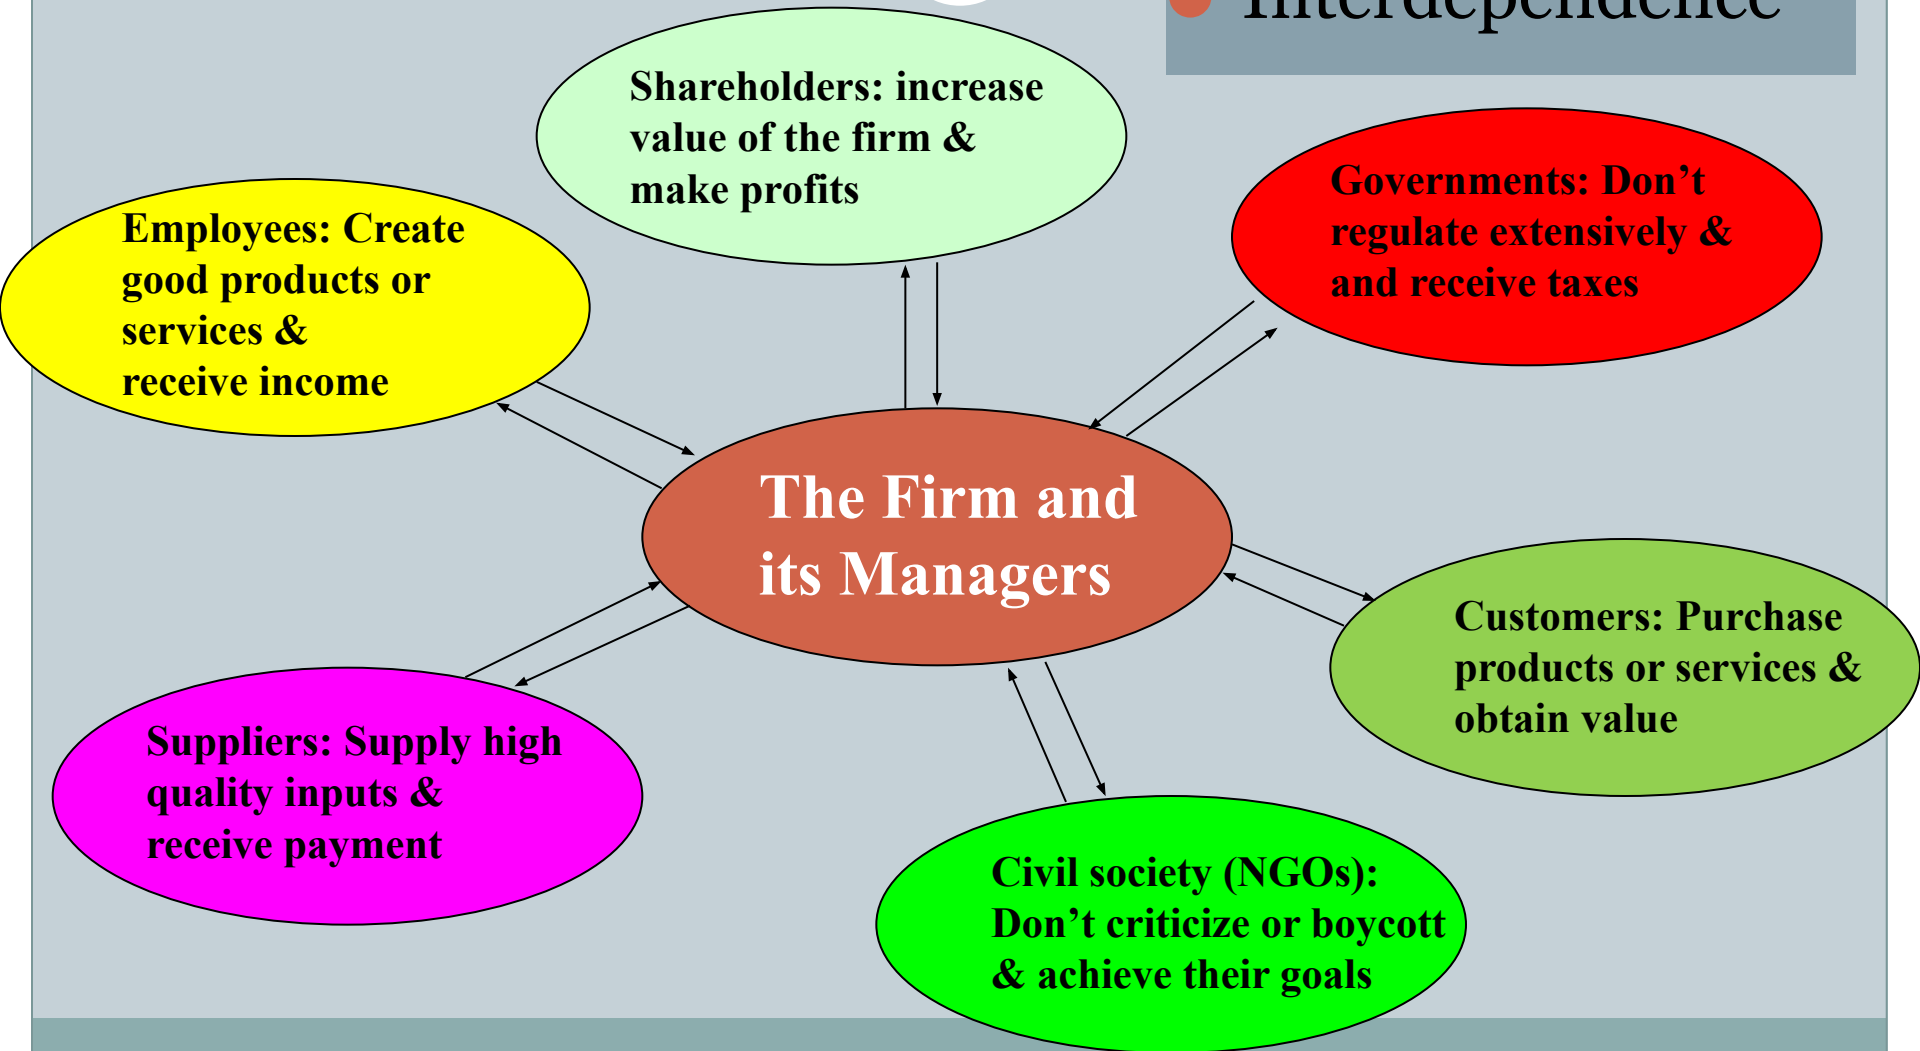 Interdependence
Shareholders: increase
value of the firm &
make profits
Governments: Don’t
regulate extensively &
and receive taxes
Employees: Create
good products or
services &
receive income
The Firm and
its Managers
Customers: Purchase
products or services &
obtain value
Suppliers: Supply high
quality inputs &
receive payment
Civil society (NGOs):
Don’t criticize or boycott
& achieve their goals